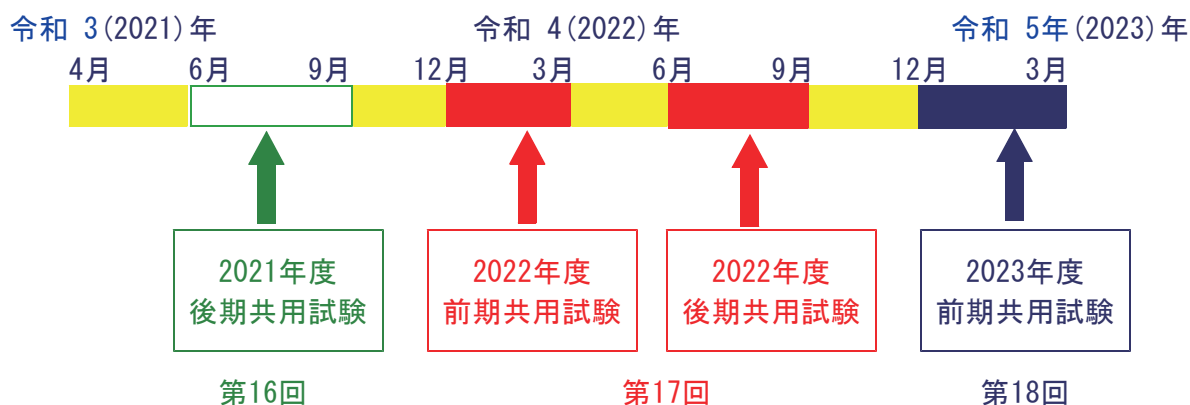 令和 3(2021)年 令和 4(2022)年 令和 5年(2023)年
4月 6月 9月 12月 3月 6月 9月 12月 3月
2021年度
後期共用試験
2022年度
前期共用試験
2022年度
後期共用試験
2023年度
前期共用試験
第16回 第17回 第18回